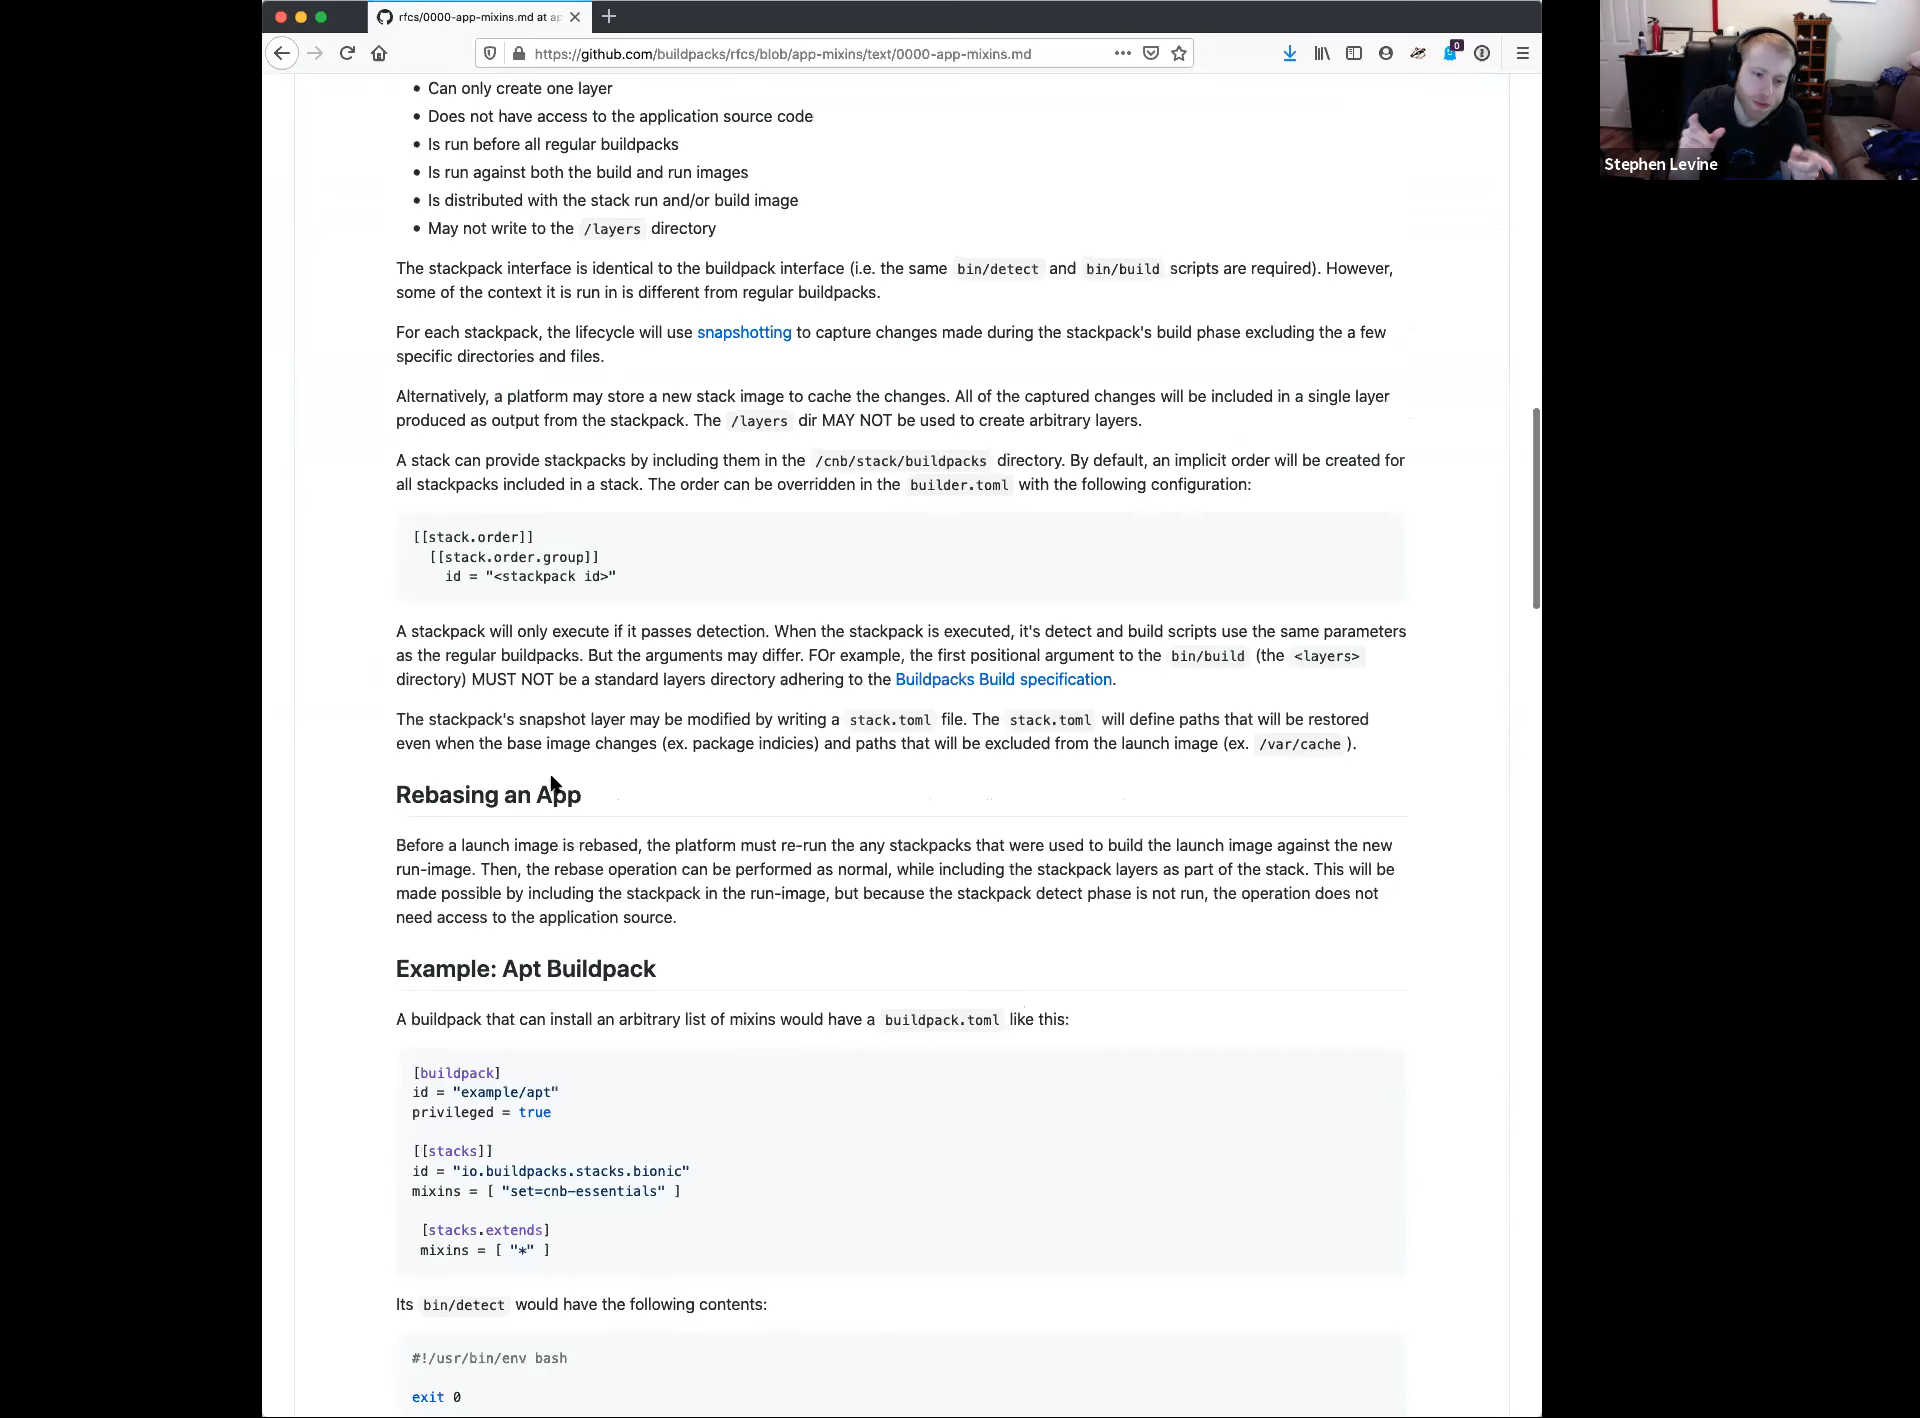 rfcs/0000-app-mixins.md at ap
https://github.com/buildpacks/rfcs/blob/app-mixins/text/0000-app-mixins.md
0
Stephen Levine
Can only create one layer
Does not have access to the application source code
Is run before all regular buildpacks
Is run against both the build and run images
Is distributed with the stack run and/or build image
May not write to the /layers directory
The stackpack interface is identical to the buildpack interface (i.e. the same bin/detect and bin/build scripts are required). However,
some of the context it is run in is different from regular buildpacks.
For each stackpack, the lifecycle will use snapshotting to capture changes made during the stackpack's build phase excluding the a few
specific directories and files.
Alternatively, a platform may store a new stack image to cache the changes. All of the captured changes will be included in a single layer
produced as output from the stackpack. The /layers dir MAY NOT be used to create arbitrary layers.
A stack can provide stackpacks by including them in the /cnb/stack/buildpacks directory. By default, an implicit order will be created for
all stackpacks included in a stack. The order can be overridden in the builder.toml with the following configuration:
[[stack.order]]
[[stack.order.group]]
id = "<stackpack id>"
A stackpack will only execute if it passes detection. When the stackpack is executed, it's detect and build scripts use the same parameters
as the regular buildpacks. But the arguments may differ. FOr example, the first positional argument to the bin/build (the <layers>
directory) MUST NOT be a standard layers directory adhering to the Buildpacks Build specification.
The stackpack's snapshot layer may be modified by writing a stack.toml file. The stack.toml will define paths that will be restored
even when the base image changes (ex. package indicies) and paths that will be excluded from the launch image (ex. /var/cache ).
Rebasing an App
Before a launch image is rebased, the platform must re-run the any stackpacks that were used to build the launch image against the new
run-image. Then, the rebase operation can be performed as normal, while including the stackpack layers as part of the stack. This will be
made possible by including the stackpack in the run-image, but because the stackpack detect phase is not run, the operation does not
need access to the application source.
Example: Apt Buildpack
A buildpack that can install an arbitrary list of mixins would have a buildpack.toml like this:
[buildpack]
id = "example/apt"
privileged = true
[[stacks]]
id = "io.buildpacks.stacks.bionic"
mixins = [ "set=cnb-essentials" ]
[stacks.extends]
mixins = [ "*" ]
Its bin/detect would have the following contents:
#!/usr/bin/env bash
exit 0